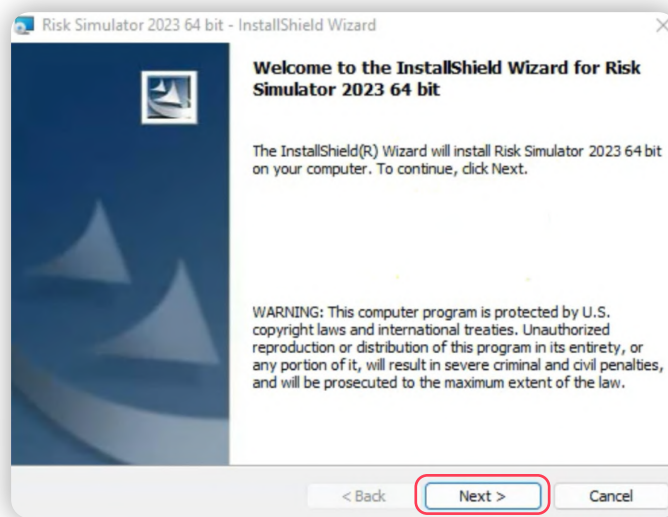 Risk Simulator 2023 64 bit - InstallShield Wizard
Welcome to the InstallShield Wizard for Risk
Simulator 2023 64 bit
The InstallShield(R) Wizard will install Risk Simulator 2023 64 bit
on your computer. To continue, click Next.
WARNING: This computer program is protected by U.S.
copyright laws and international treaties. Unauthorized
reproduction or distribution of this program in its entirety, or
any portion of it, will result in severe criminal and civil penalties,
and will be prosecuted to the maximum extent of the law.
< Back Next > Cancel